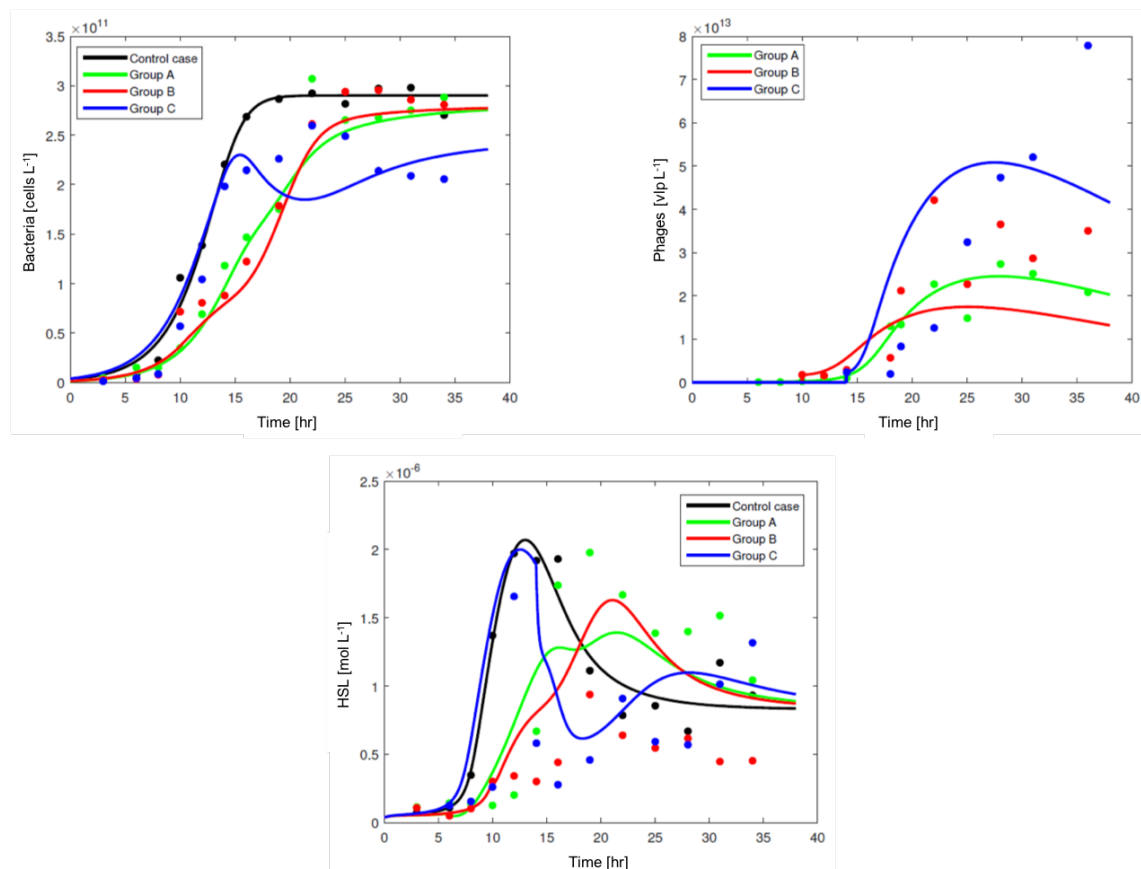 ×10¹¹
3.5
3
2.5
2
1.5
1
0.5
0
0 5 10 15 20 25 30 35 40
Bacteria [cells L⁻¹]
Time [hr]
Control case
Group A
Group B
Group C
×10¹³
8
7
6
5
4
3
2
1
0
0 5 10 15 20 25 30 35 40
Phages [vlp L⁻¹]
Time [hr]
Group A
Group B
Group C
×10⁻⁶
2.5
2
1.5
1
0.5
0
0 5 10 15 20 25 30 35 40
HSL [mol L⁻¹]
Time [hr]
Control case
Group A
Group B
Group C